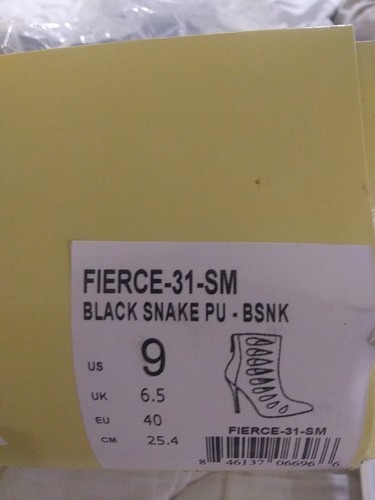 FIERCE-31-SM
BLACK SNAKE PU - BSNK
US 9
UK 6.5
EU 40
CM 25.4
FIERCE-31-SM
8 46137 06696 6